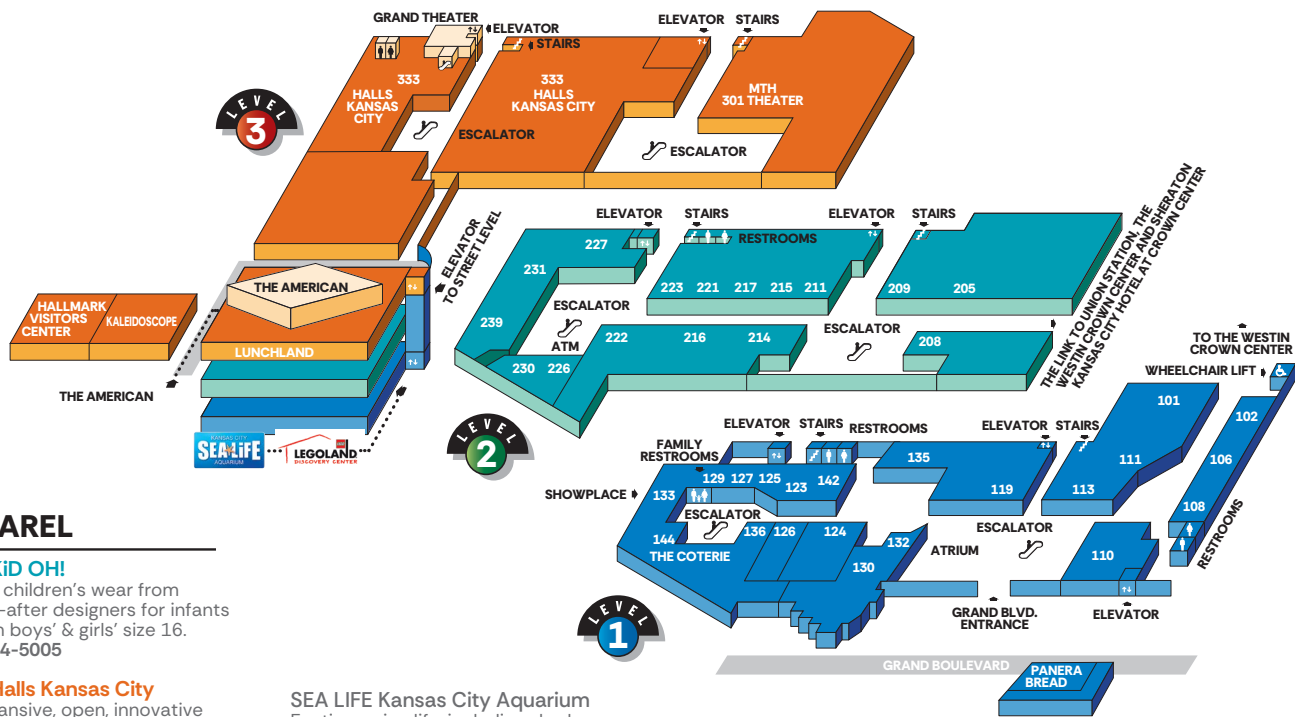 GRAND THEATER
ELEVATOR
STAIRS
ELEVATOR
STAIRS
333
HALLS
KANSAS
CITY
333
HALLS
KANSAS CITY
MTH
301 THEATER
LEVEL
3
ESCALATOR
ESCALATOR
ELEVATOR
TO STREET LEVEL
THE AMERICAN
HALLMARK
VISITORS
CENTER
KALEIDOSCOPE
LUNCHLAND
THE AMERICAN
KANSAS CITY
SEA LiFE
AQUARIUM
LEGOLAND
DISCOVERY CENTER
ELEVATOR
STAIRS
RESTROOMS
ELEVATOR
STAIRS
227
231
239
223
221
217
215
211
209
205
ESCALATOR
ATM
222
216
214
ESCALATOR
208
230
226
LEVEL
2
THE LINK TO UNION STATION, THE
WESTIN CROWN CENTER AND SHERATON
KANSAS CITY HOTEL AT CROWN CENTER
TO THE WESTIN
CROWN CENTER
WHEELCHAIR LIFT
ELEVATOR
STAIRS
RESTROOMS
ELEVATOR
STAIRS
FAMILY
RESTROOMS
SHOWPLACE
133
129
127
125
123
142
135
119
113
111
101
102
106
108
RESTROOMS
ESCALATOR
144
THE COTERIE
136
126
124
130
132
ATRIUM
ESCALATOR
110
GRAND BLVD.
ENTRANCE
ELEVATOR
LEVEL
1
GRAND BOULEVARD
PANERA
BREAD
AREL
KiD OH!
children's wear from
-after designers for infants
n boys' & girls' size 16.
4-5005
Halls Kansas City
ansive, open, innovative
SEA LIFE Kansas City Aquarium